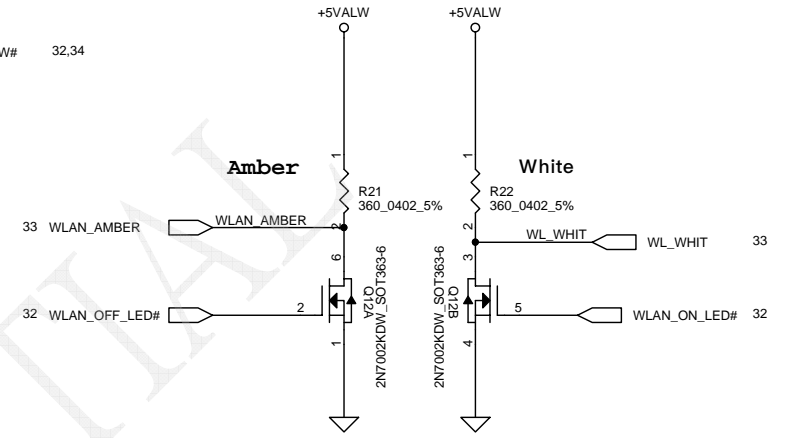 +5VALW +5VALW
W# 32,34
1 1
Amber White
R21 R22
360_0402_5% 360_0402_5%
2 2
33 WLAN_AMBER WLAN_AMBER WL_WHIT WL_WHIT 33
6 3
Q12A Q12B
2N7002KDW_SOT363-6 2N7002KDW_SOT363-6
32 WLAN_OFF_LED# 2 5 WLAN_ON_LED# 32
1 4